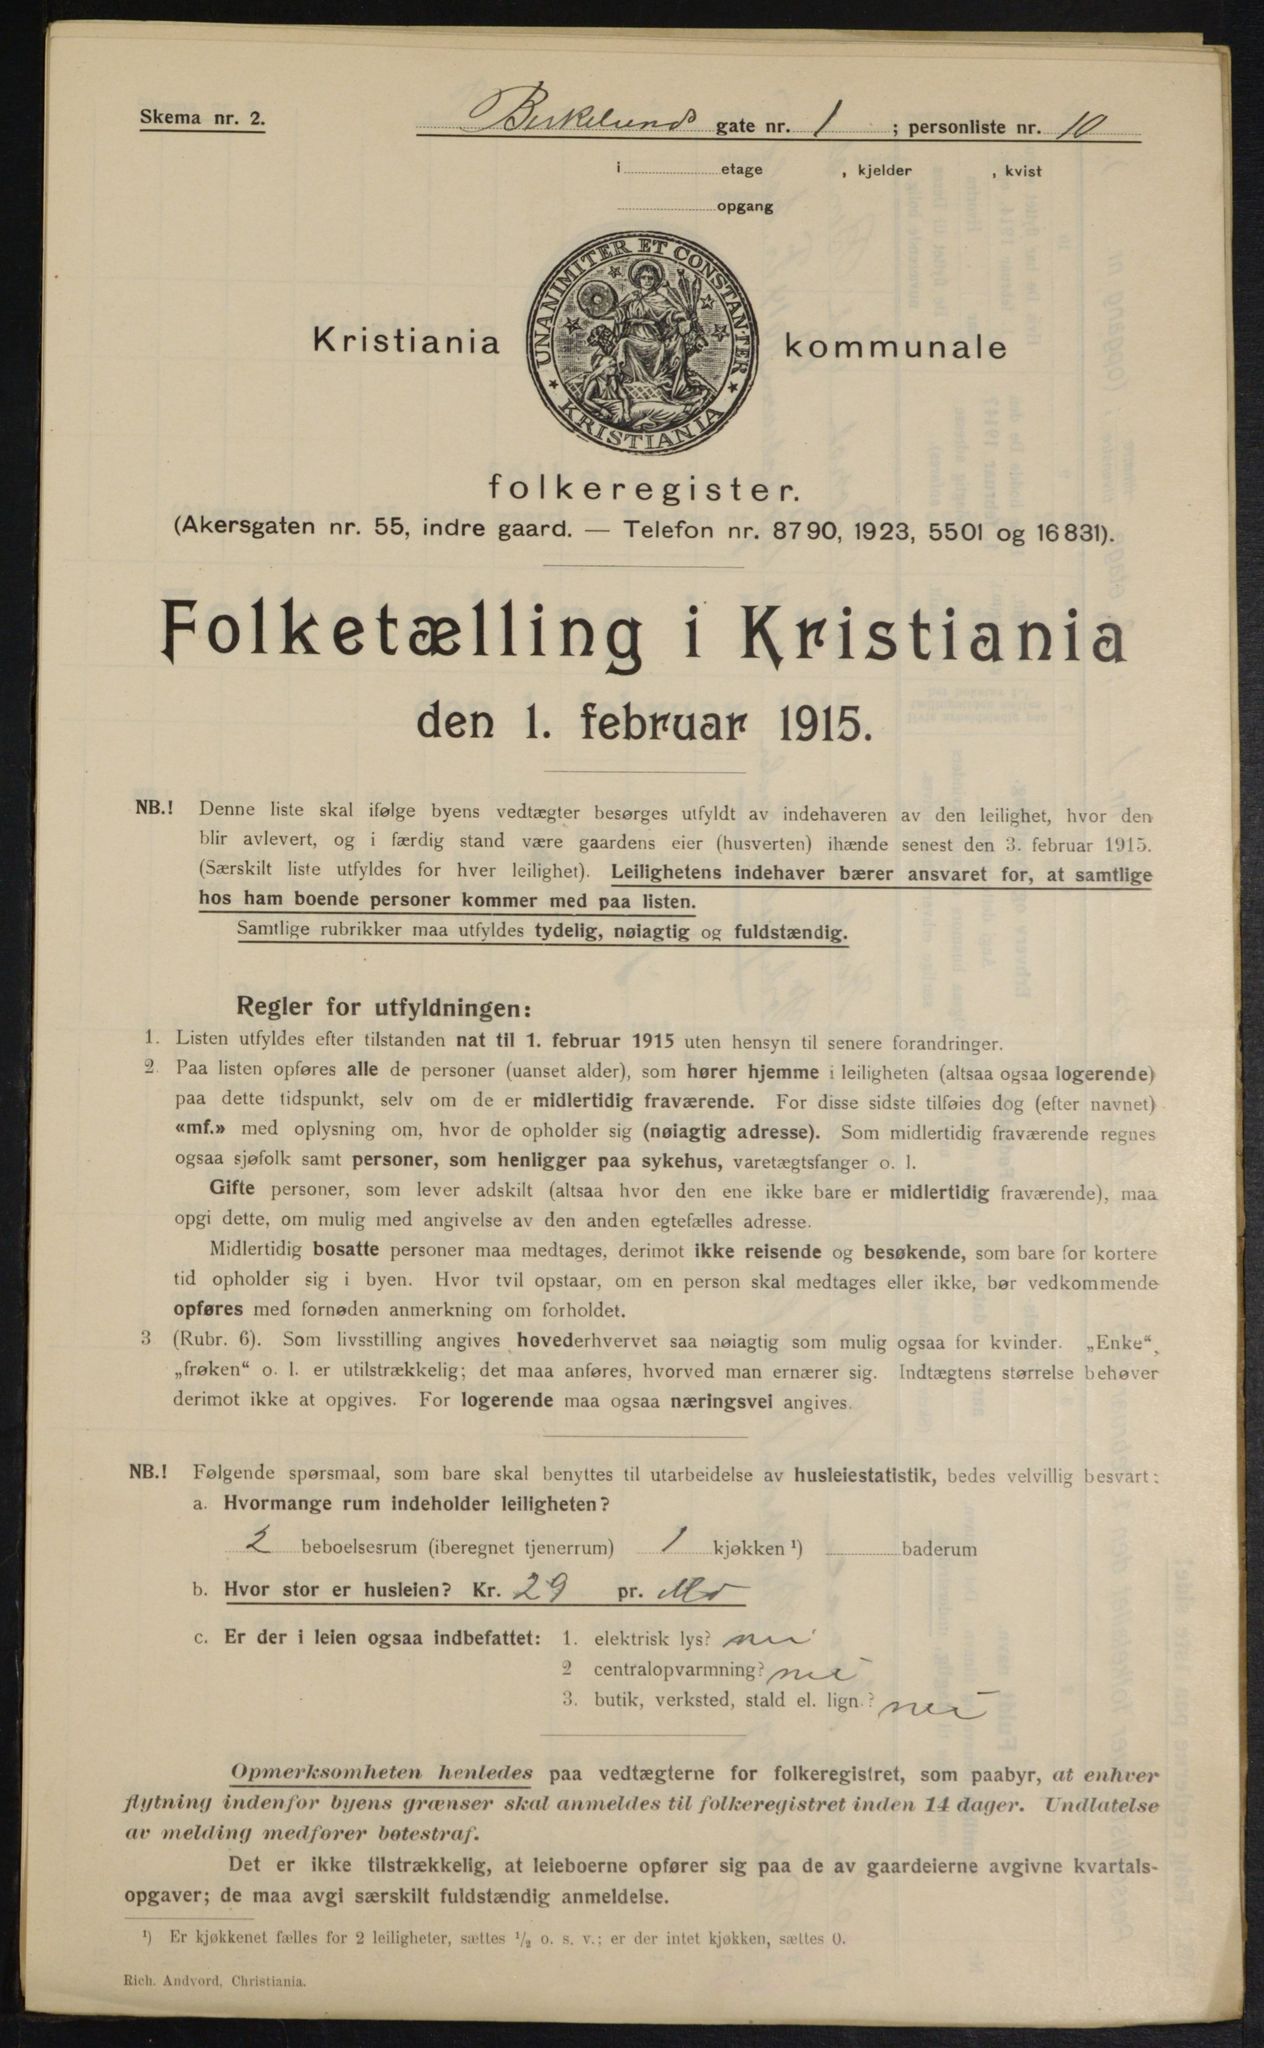 Skema nr. 2.
Birkelunds gate nr. 1 ; personliste nr. 10
i etage , kjelder , kvist
opgang
UNANIMITER ET CONSTANTER
KRISTIANIA
Kristiania kommunale
folkeregister.
(Akersgaten nr. 55, indre gaard. — Telefon nr. 8790, 1923, 5501 og 16831).
Folketælling i Kristiania
den 1. februar 1915.
NB.! Denne liste skal ifølge byens vedtægter besørges utfyldt av indehaveren av den leilighet, hvor den
blir avlevert, og i færdig stand være gaardens eier (husverten) ihænde senest den 3. februar 1915.
(Særskilt liste utfyldes for hver leilighet). Leilighetens indehaver bærer ansvaret for, at samtlige
hos ham boende personer kommer med paa listen.
Samtlige rubrikker maa utfyldes tydelig, nøiagtig og fuldstændig.
Regler for utfyldningen:
1. Listen utfyldes efter tilstanden nat til 1. februar 1915 uten hensyn til senere forandringer.
2. Paa listen opføres alle de personer (uanset alder), som hører hjemme i leiligheten (altsaa ogsaa logerende)
paa dette tidspunkt, selv om de er midlertidig fraværende. For disse sidste tilføies dog (efter navnet)
«mf.» med oplysning om, hvor de opholder sig (nøiagtig adresse). Som midlertidig fraværende regnes
ogsaa sjøfolk samt personer, som henligger paa sykehus, varetægtsfanger o. l.
Gifte personer, som lever adskilt (altsaa hvor den ene ikke bare er midlertidig fraværende), maa
opgi dette, om mulig med angivelse av den anden egtefælles adresse.
Midlertidig bosatte personer maa medtages, derimot ikke reisende og besøkende, som bare for kortere
tid opholder sig i byen. Hvor tvil opstaar, om en person skal medtages eller ikke, bør vedkommende
opføres med fornøden anmerkning om forholdet.
3 (Rubr. 6). Som livsstilling angives hovederhvervet saa nøiagtig som mulig ogsaa for kvinder. „Enke“,
„frøken“ o. l. er utilstrækkelig; det maa anføres, hvorved man ernærer sig. Indtægtens størrelse behøver
derimot ikke at opgives. For logerende maa ogsaa næringsvei angives.
NB.! Følgende spørsmaal, som bare skal benyttes til utarbeidelse av husleiestatistik, bedes velvillig besvart:
a. Hvormange rum indeholder leiligheten?
2 beboelsesrum (iberegnet tjenerrum) 1 kjøkken ¹) baderum
b. Hvor stor er husleien? Kr. 29 pr. Md
c. Er der i leien ogsaa indbefattet: 1. elektrisk lys? nei
2 centralopvarmning? nei
3. butik, verksted, stald el. lign.? nei
Opmerksomheten henledes paa vedtægterne for folkeregistret, som paabyr, at enhver
flytning indenfor byens grænser skal anmeldes til folkeregistret inden 14 dager. Undlatelse
av melding medfører bøtestraf.
Det er ikke tilstrækkelig, at leieboerne opfører sig paa de av gaardeierne avgivne kvartals-
opgaver; de maa avgi særskilt fuldstændig anmeldelse.
¹) Er kjøkkenet fælles for 2 leiligheter, sættes ½ o. s. v.; er der intet kjøkken, sættes 0.
Rich. Andvord, Christiania.